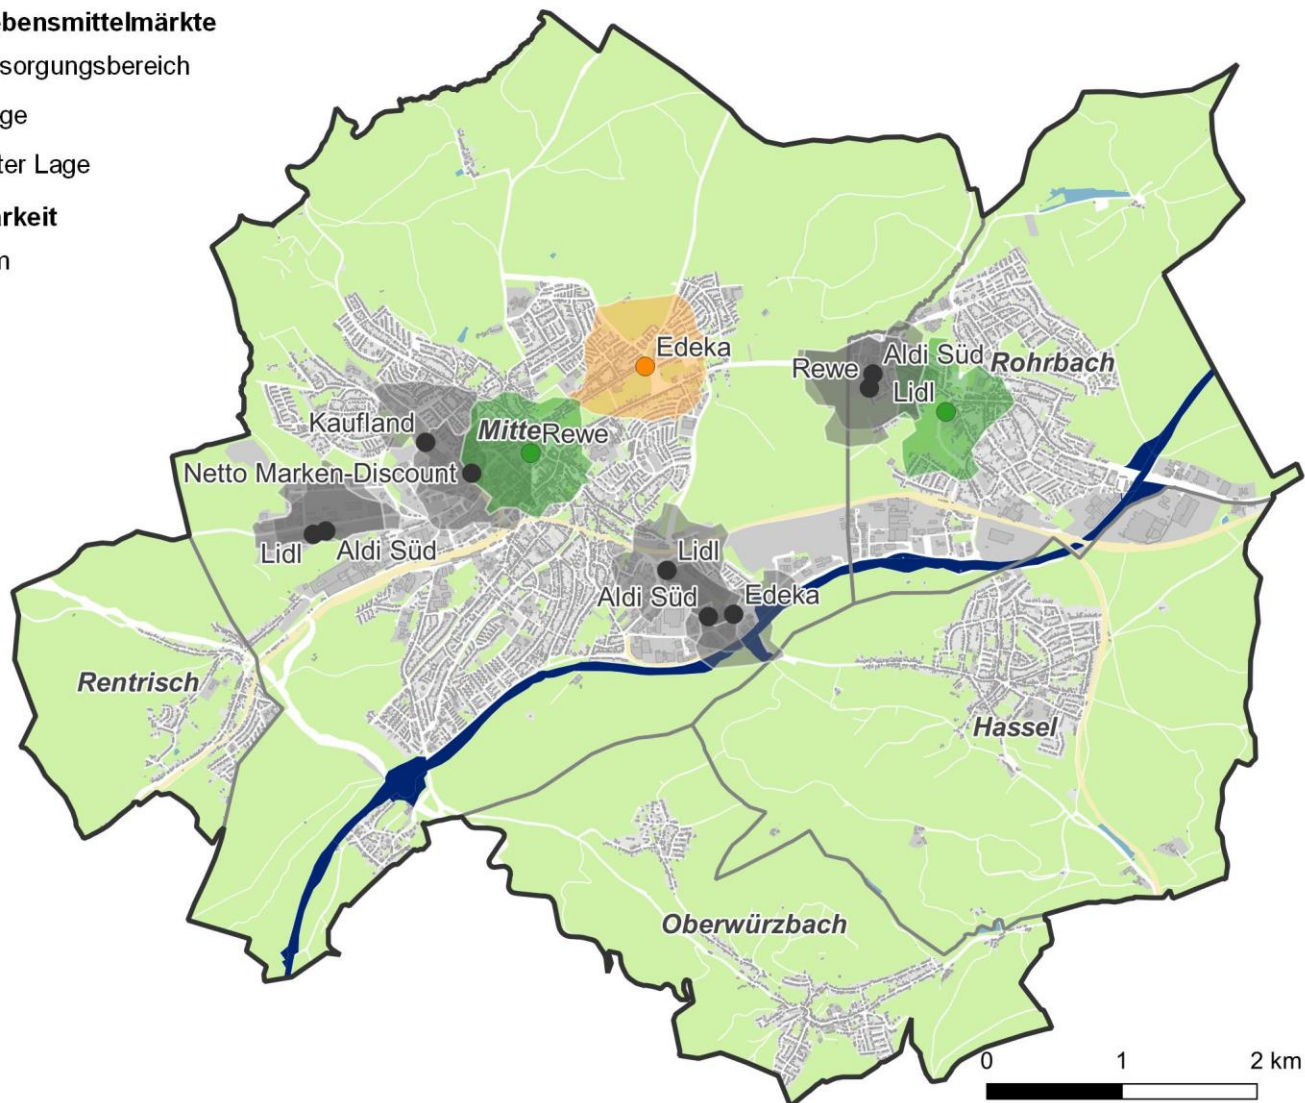 ebensmittelmärkte
sorgungsbereich
ge
ter Lage
arkeit
m
Edeka
Rewe
Aldi Süd
Lidl
Rohrbach
Kaufland
Mitte
Rewe
Netto Marken-Discount
Lidl
Aldi Süd
Lidl
Aldi Süd
Edeka
Rentrisch
Hassel
Oberwürzbach
0 1 2 km